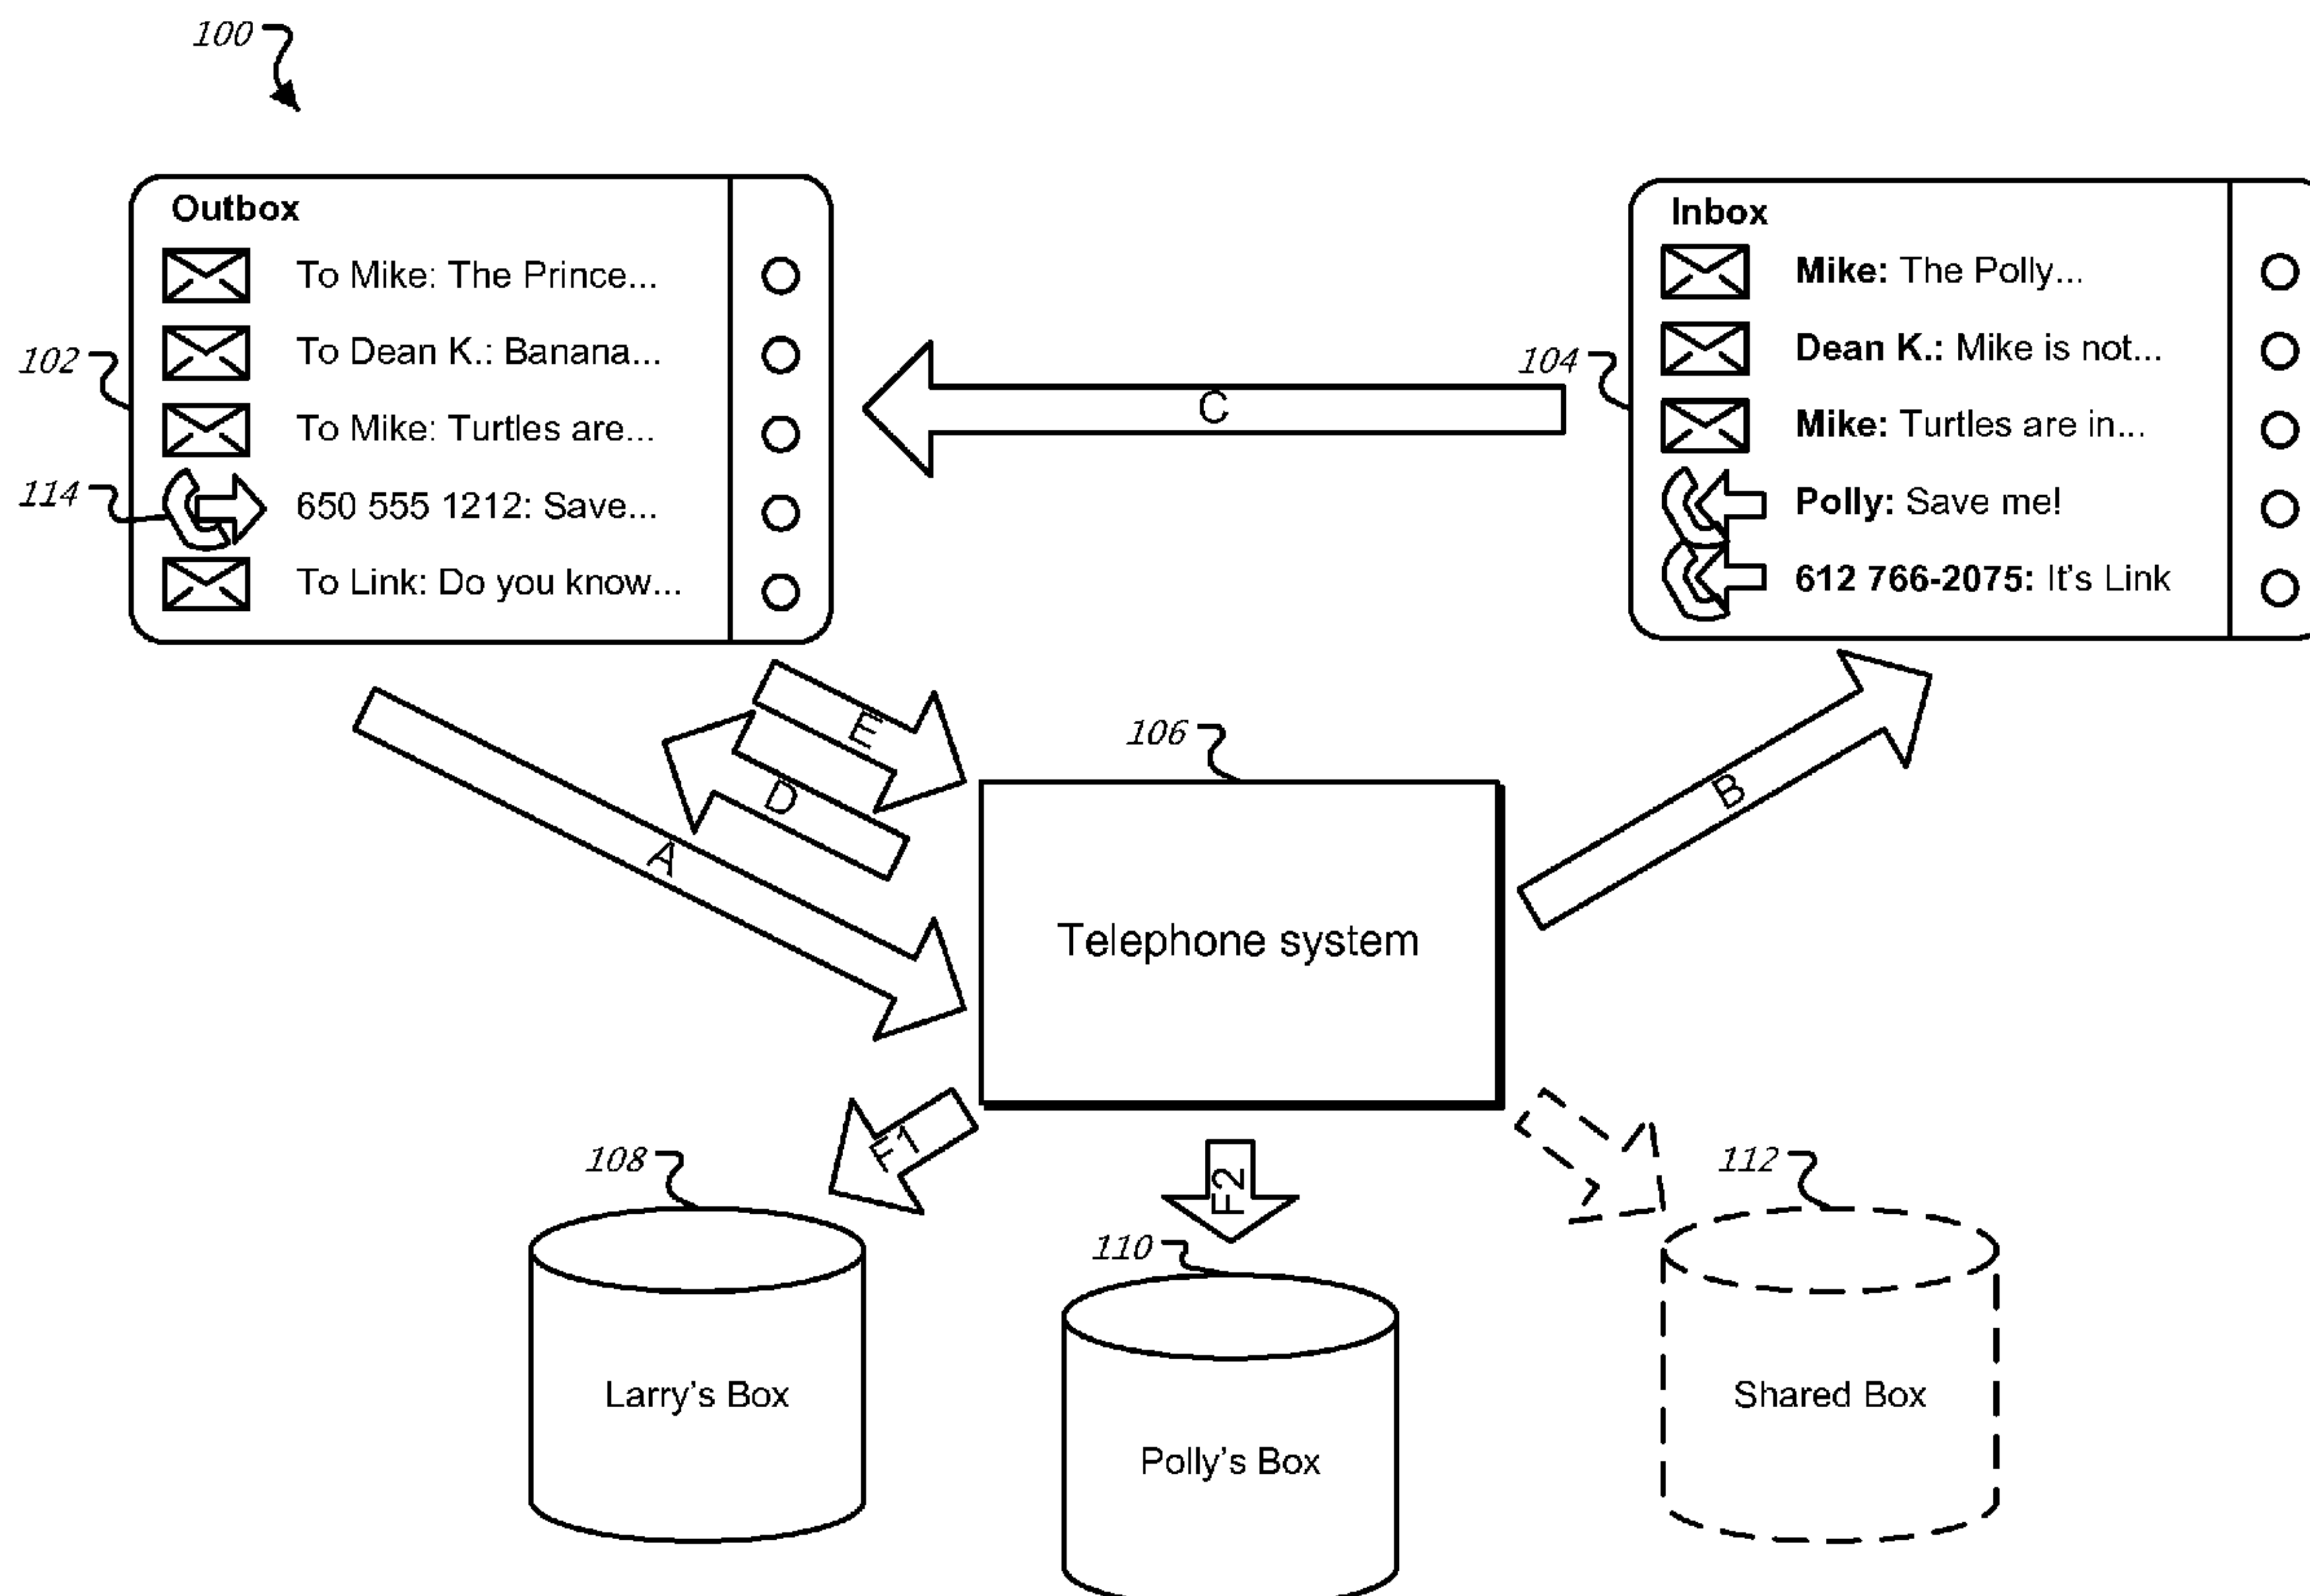 100
Outbox
To Mike: The Prince...
To Dean K.: Banana...
To Mike: Turtles are...
650 555 1212: Save...
To Link: Do you know...
102
114
C
Inbox
Mike: The Polly...
Dean K.: Mike is not...
Mike: Turtles are in...
Polly: Save me!
612 766-2075: It's Link
104
E
D
A
106
Telephone system
B
F1
F2
108
Larry's Box
110
Polly's Box
112
Shared Box